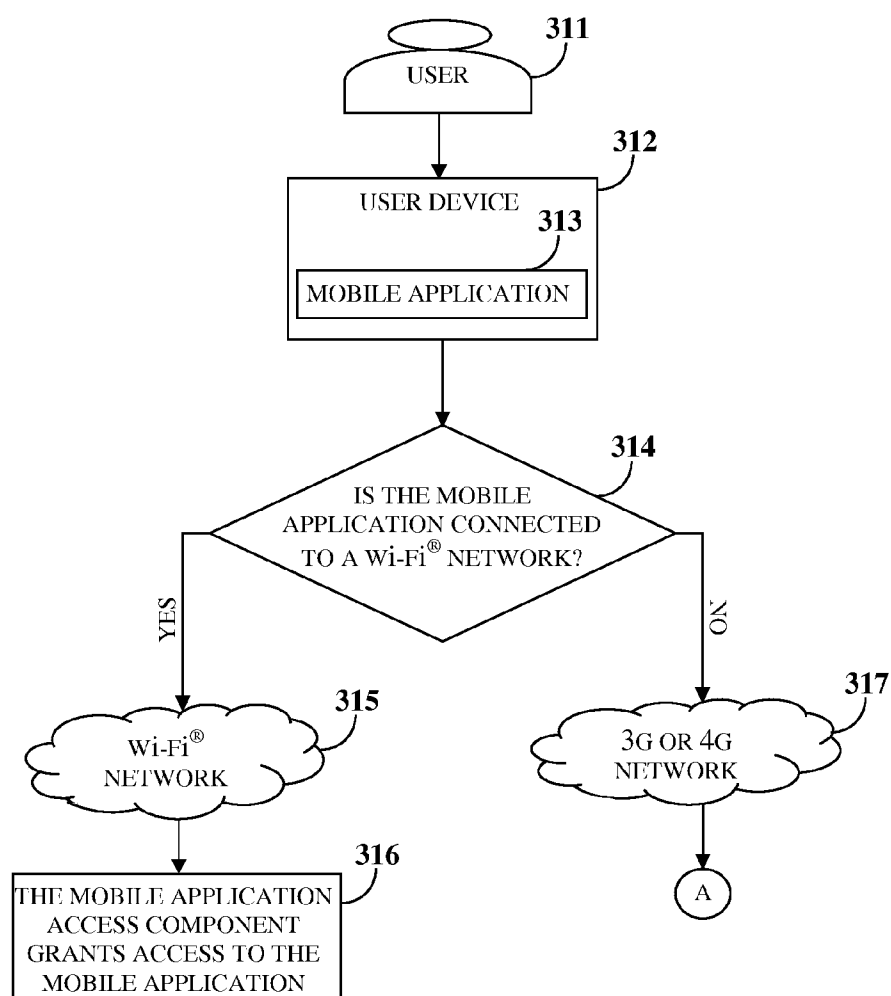 311
USER
312
USER DEVICE
313
MOBILE APPLICATION
314
IS THE MOBILE
APPLICATION CONNECTED
TO A Wi-Fi® NETWORK?
YES
NO
315
Wi-Fi®
NETWORK
317
3G OR 4G
NETWORK
316
THE MOBILE APPLICATION
ACCESS COMPONENT
GRANTS ACCESS TO THE
MOBILE APPLICATION
A